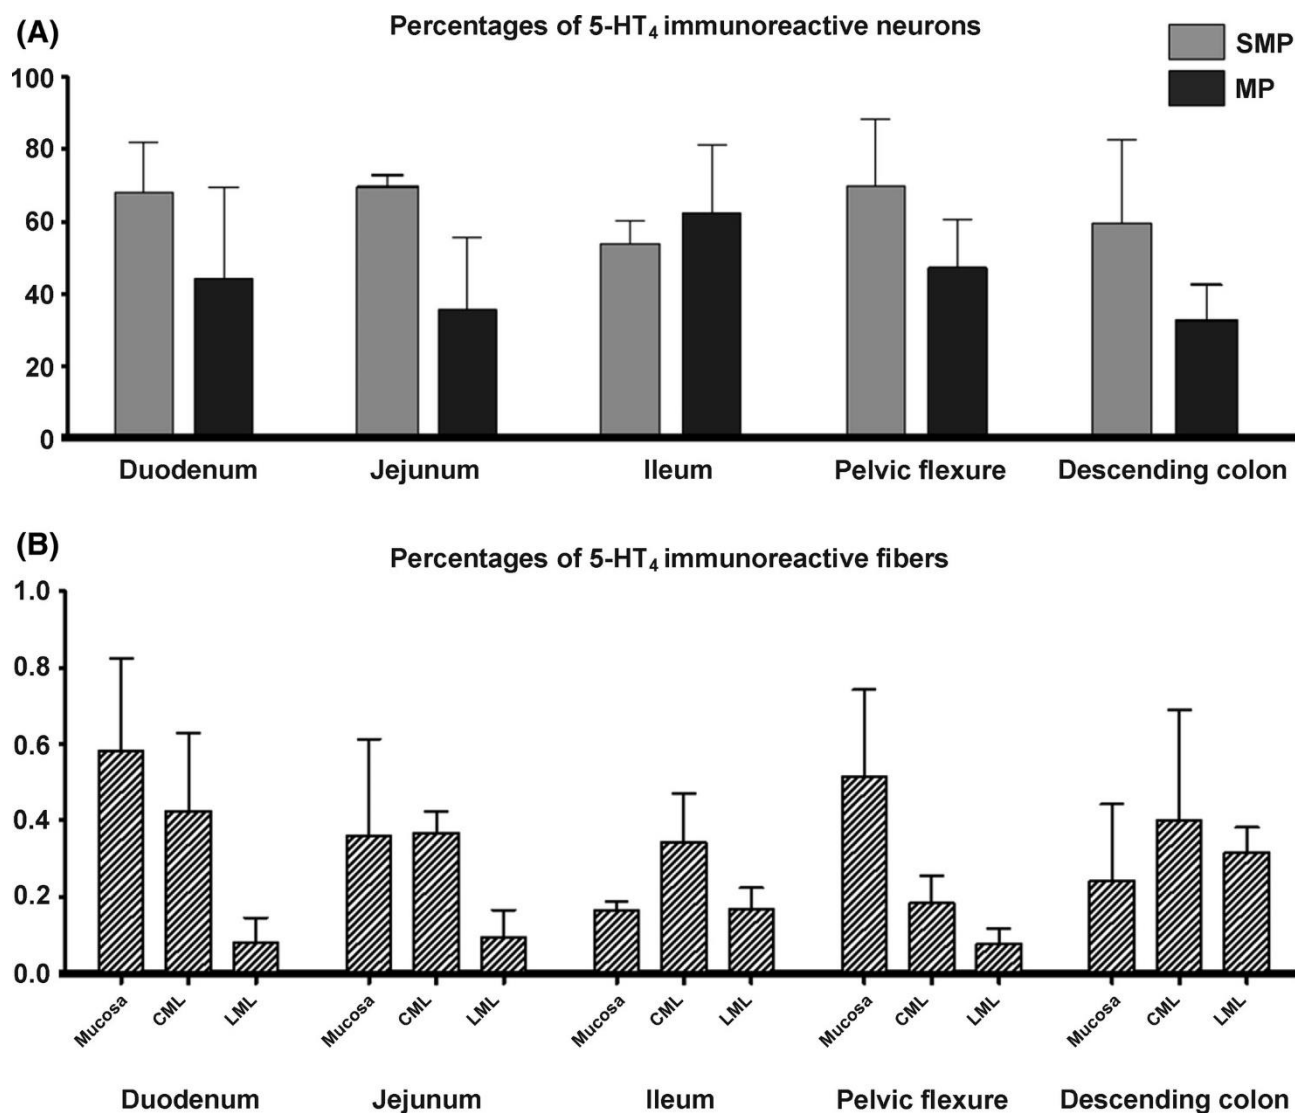 (A)
Percentages of 5-HT₄ immunoreactive neurons
SMP
MP
100
80
60
40
20
0
Duodenum Jejunum Ileum Pelvic flexure Descending colon
(B)
Percentages of 5-HT₄ immunoreactive fibers
1.0
0.8
0.6
0.4
0.2
0.0
Mucosa CML LML Mucosa CML LML Mucosa CML LML Mucosa CML LML Mucosa CML LML
Duodenum Jejunum Ileum Pelvic flexure Descending colon